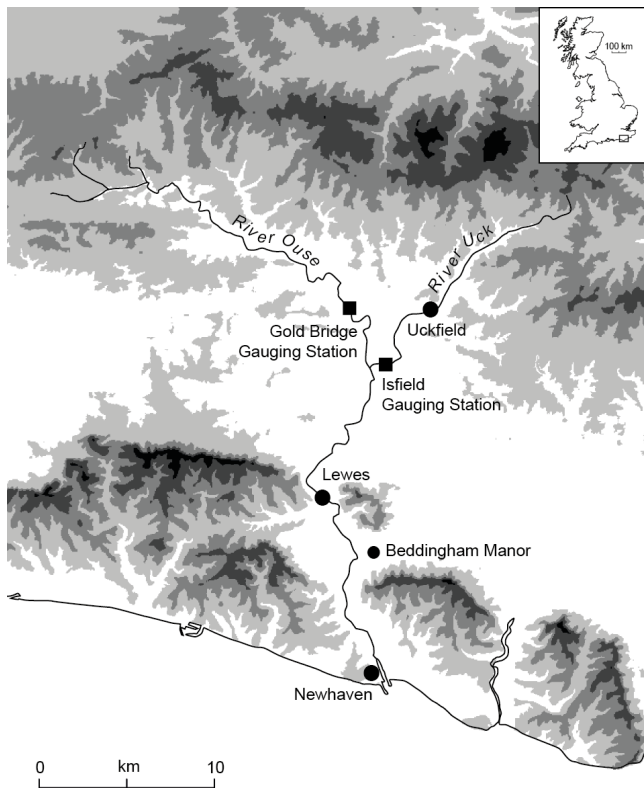 100 km
River Ouse
River Uck
Gold Bridge
Gauging Station
Uckfield
Isfield
Gauging Station
Lewes
Beddingham Manor
Newhaven
0 km 10